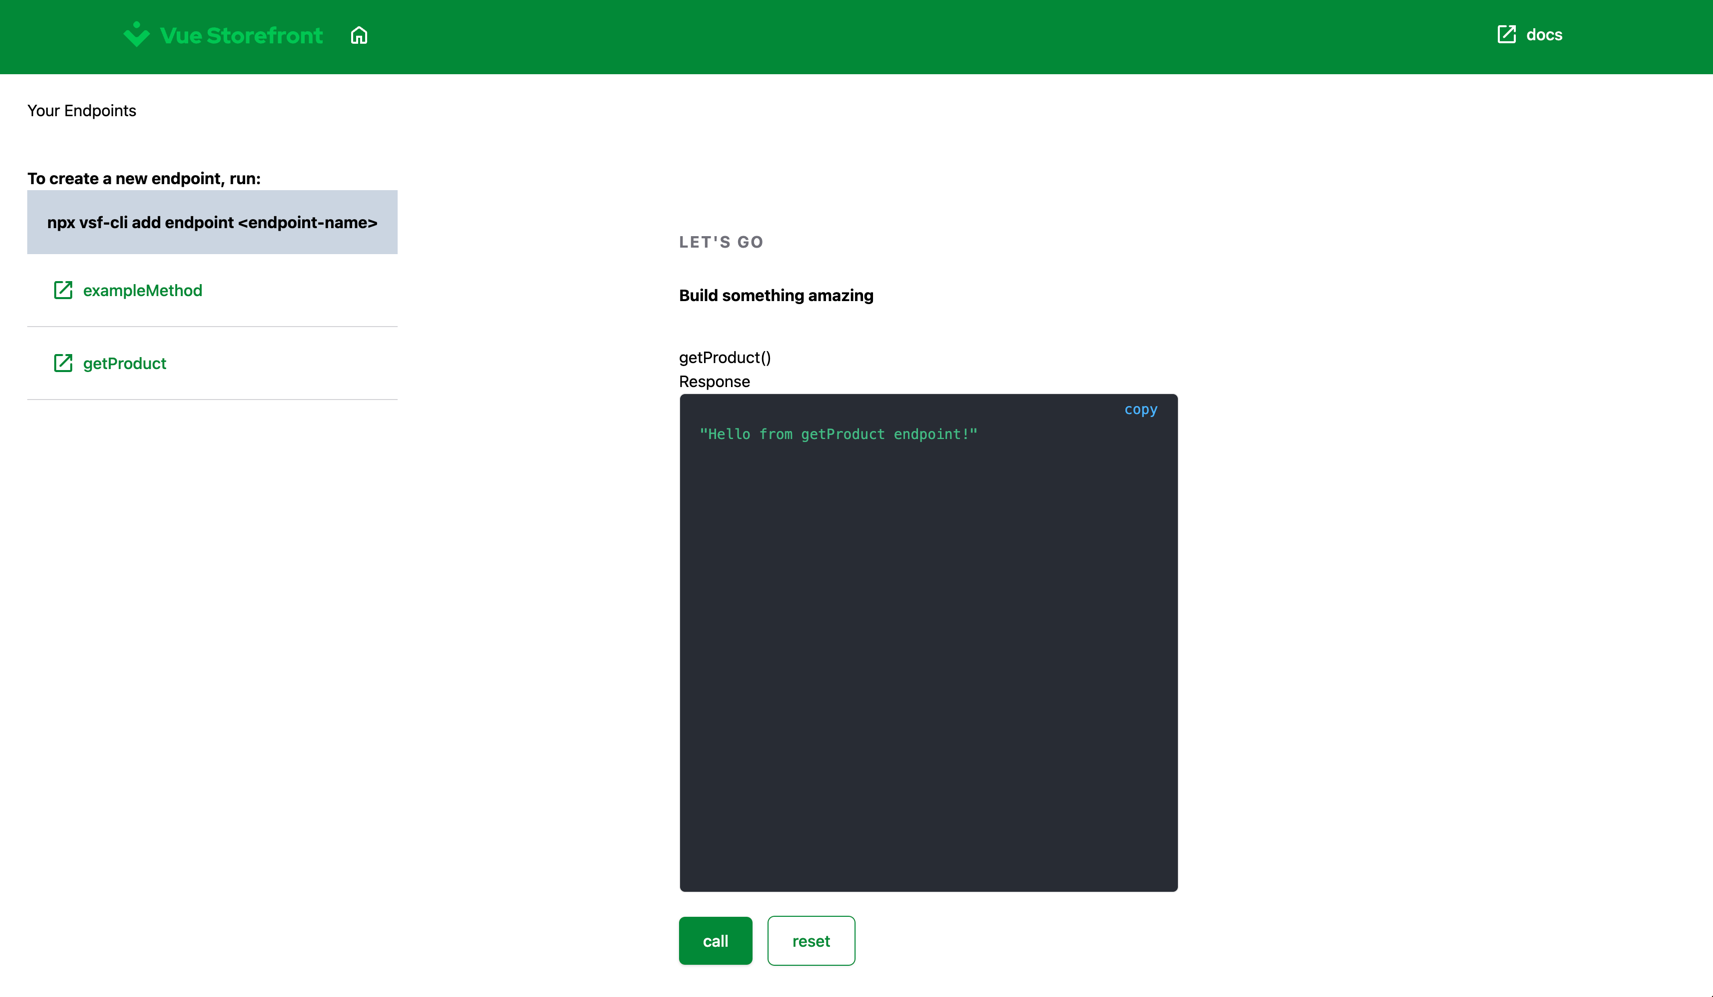 Vue Storefront
docs
Your Endpoints
To create a new endpoint, run:
npx vsf-cli add endpoint <endpoint-name>
exampleMethod
getProduct
LET'S GO
Build something amazing
getProduct()
Response
copy
"Hello from getProduct endpoint!"
call
reset